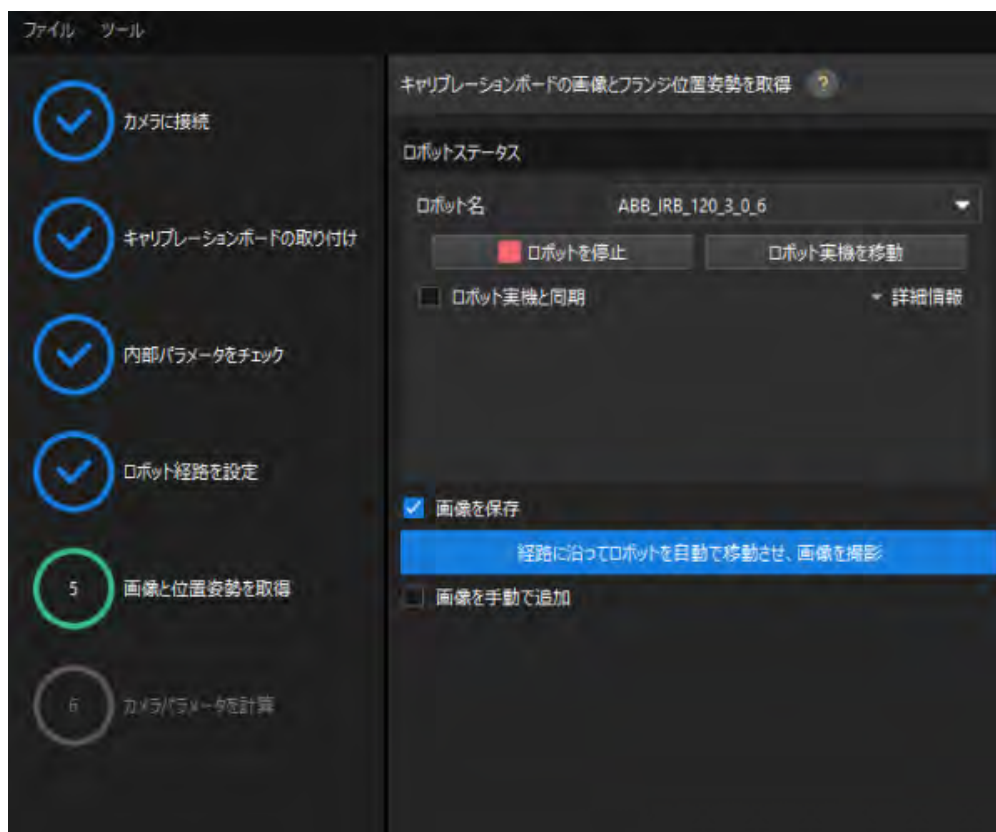 ファイル ツール
カメラに接続
キャリブレーションボードの取り付け
内部パラメータをチェック
ロボット経路を設定
5 画像と位置姿勢を取得
6 カメラパラメータを計算
キャリブレーションボードの画像とフランジ位置姿勢を取得 ?
ロボットステータス
ロボット名 ABB_IRB_120_3_0_6
ロボットを停止 ロボット実機を移動
ロボット実機と同期 詳細情報
画像を保存
経路に沿ってロボットを自動で移動させ、画像を撮影
画像を手動で追加